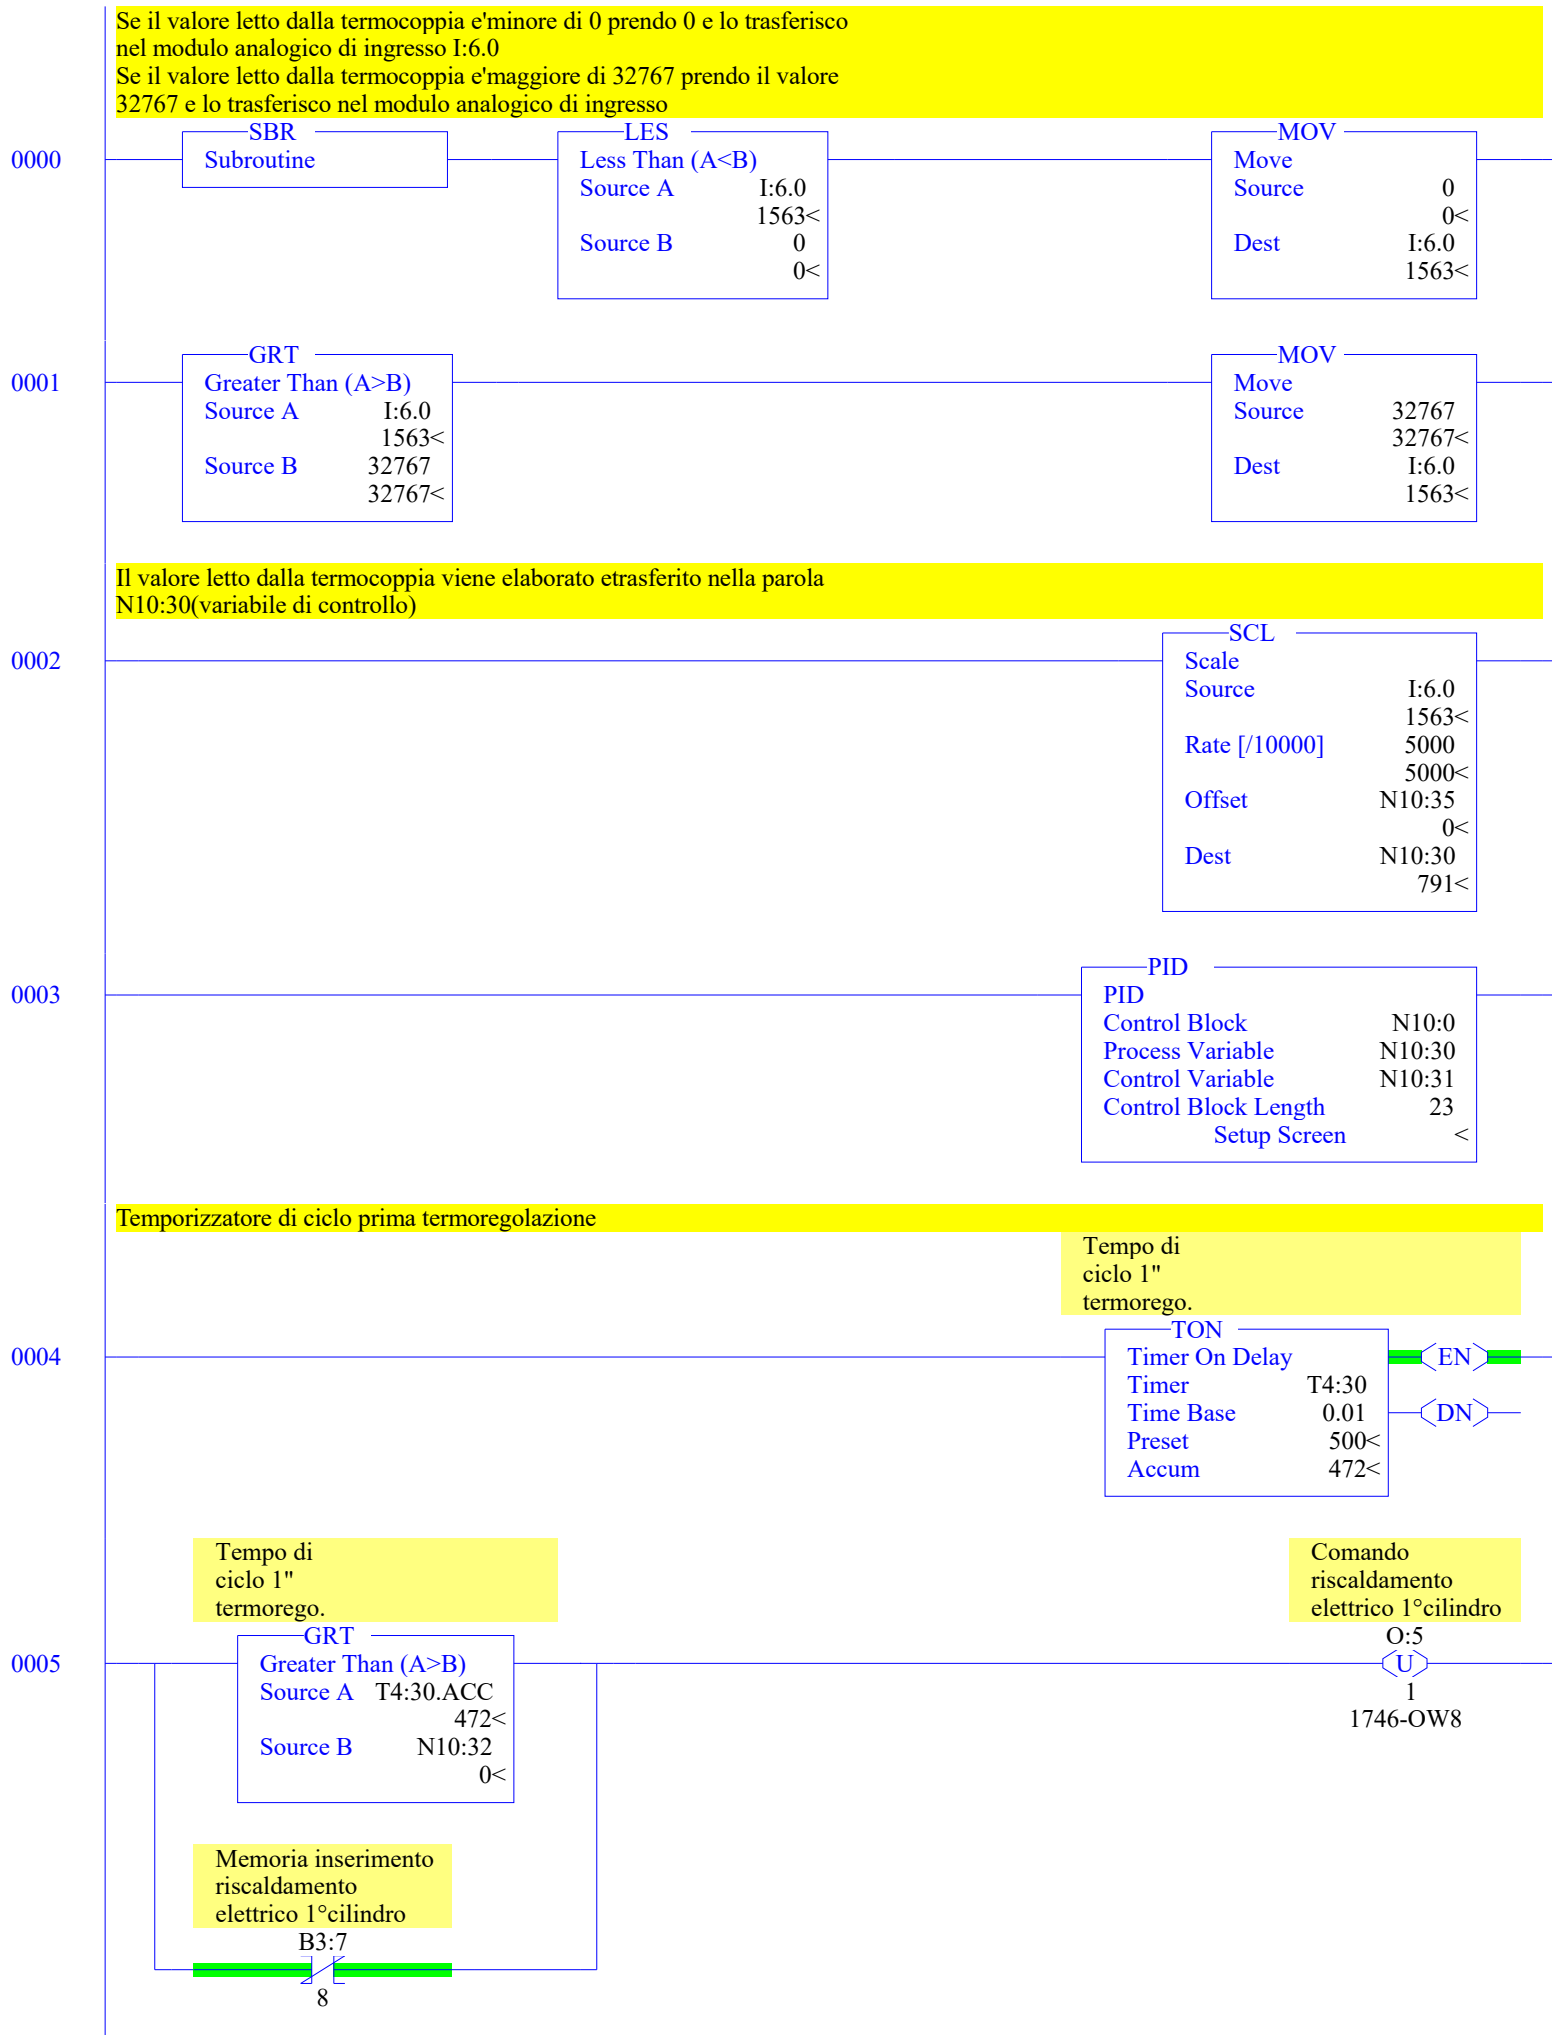 Se il valore letto dalla termocoppia e'minore di 0 prendo 0 e lo trasferisco
nel modulo analogico di ingresso I:6.0
Se il valore letto dalla termocoppia e'maggiore di 32767 prendo il valore
32767 e lo trasferisco nel modulo analogico di ingresso
0000
SBR
Subroutine
LES
Less Than (A<B)
Source A I:6.0
1563<
Source B 0
0<
MOV
Move
Source 0
0<
Dest I:6.0
1563<
0001
GRT
Greater Than (A>B)
Source A I:6.0
1563<
Source B 32767
32767<
MOV
Move
Source 32767
32767<
Dest I:6.0
1563<
Il valore letto dalla termocoppia viene elaborato etrasferito nella parola
N10:30(variabile di controllo)
0002
SCL
Scale
Source I:6.0
1563<
Rate [/10000] 5000
5000<
Offset N10:35
0<
Dest N10:30
791<
0003
PID
PID
Control Block N10:0
Process Variable N10:30
Control Variable N10:31
Control Block Length 23
Setup Screen <
Temporizzatore di ciclo prima termoregolazione
Tempo di
ciclo 1"
termorego.
0004
TON
Timer On Delay
Timer T4:30
Time Base 0.01
Preset 500<
Accum 472<
EN
DN
Tempo di
ciclo 1"
termorego.
0005
GRT
Greater Than (A>B)
Source A T4:30.ACC
472<
Source B N10:32
0<
Comando
riscaldamento
elettrico 1°cilindro
O:5
U
1
1746-OW8
Memoria inserimento
riscaldamento
elettrico 1°cilindro
B3:7
8